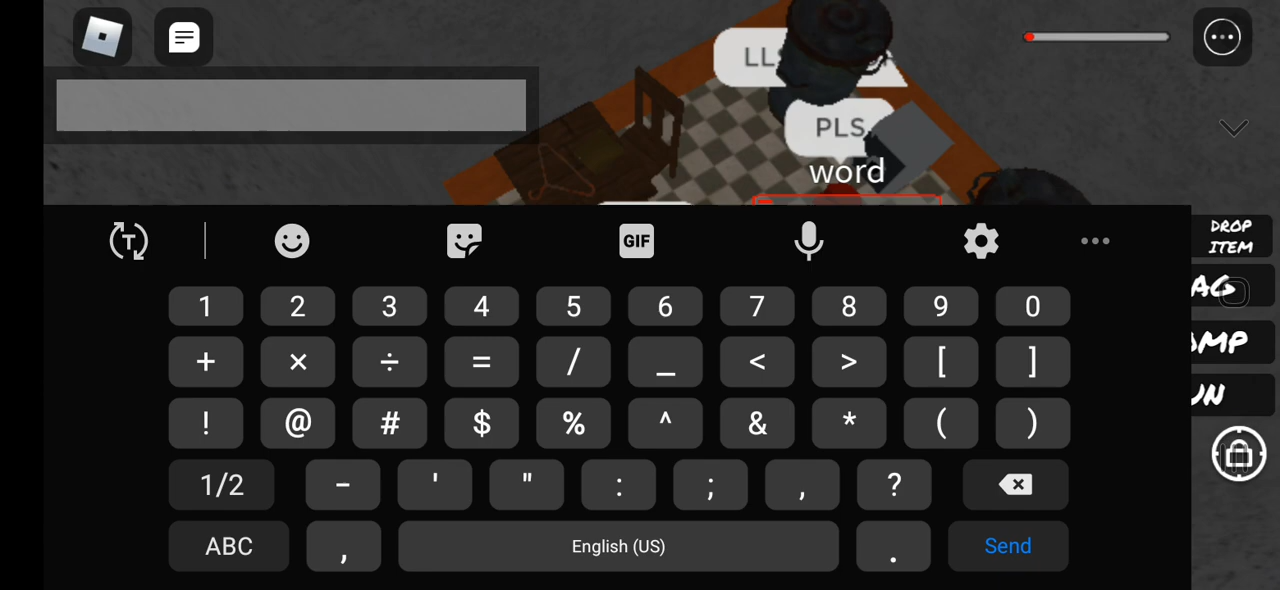 PLS
word
DROP
ITEM
GIF
1 2 3 4 5 6 7 8 9 0
+ × ÷ = / _ < > [ ]
! @ # $ % ^ & * ( )
1/2 - ' " : ; , ?
ABC , English (US) . Send